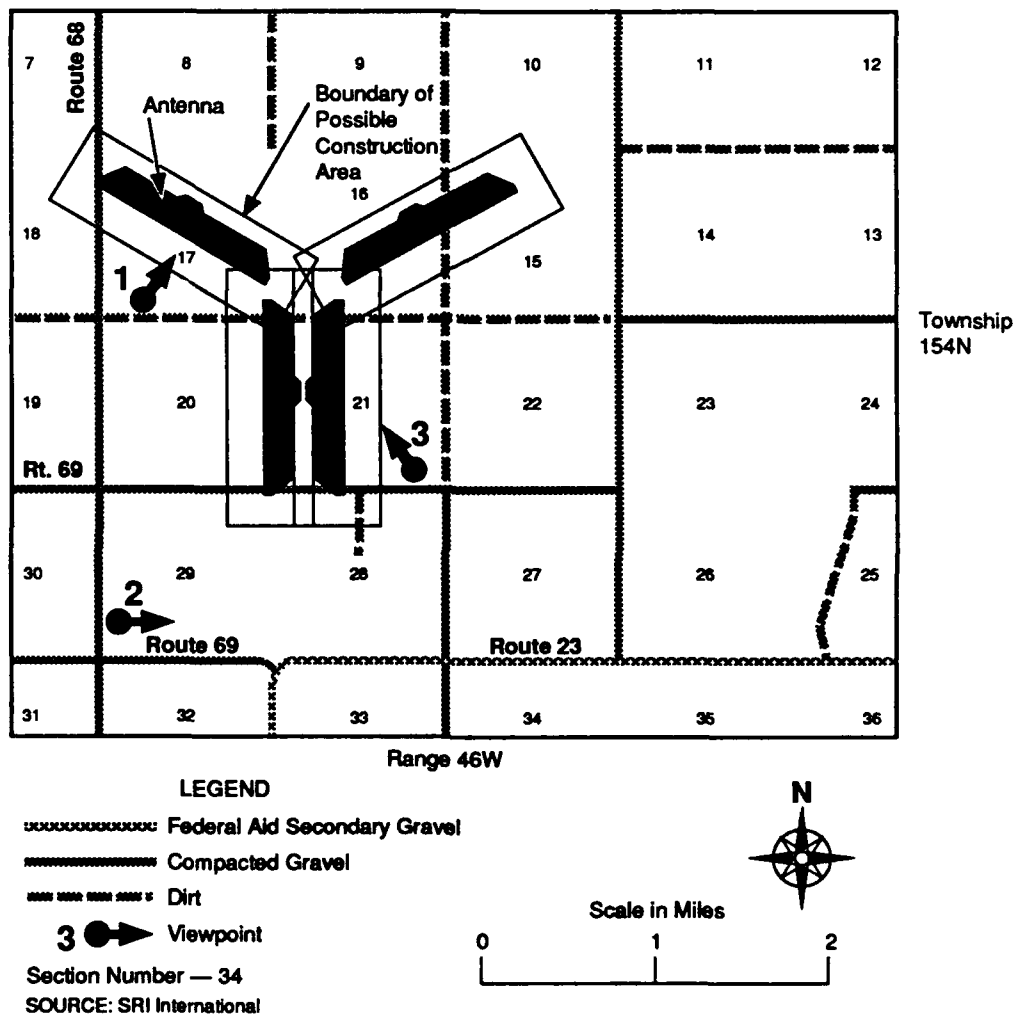 Route 68
7
8
9
10
11
12
Antenna
Boundary of
Possible
Construction
Area
16
18
17
15
14
13
1
Township
154N
19
20
21
22
23
24
3
Rt. 69
30
29
28
27
26
25
2
Route 69
Route 23
31
32
33
34
35
36
Range 46W
LEGEND
Federal Aid Secondary Gravel
Compacted Gravel
Dirt
3 Viewpoint
Section Number — 34
SOURCE: SRI International
N
Scale in Miles
0 1 2